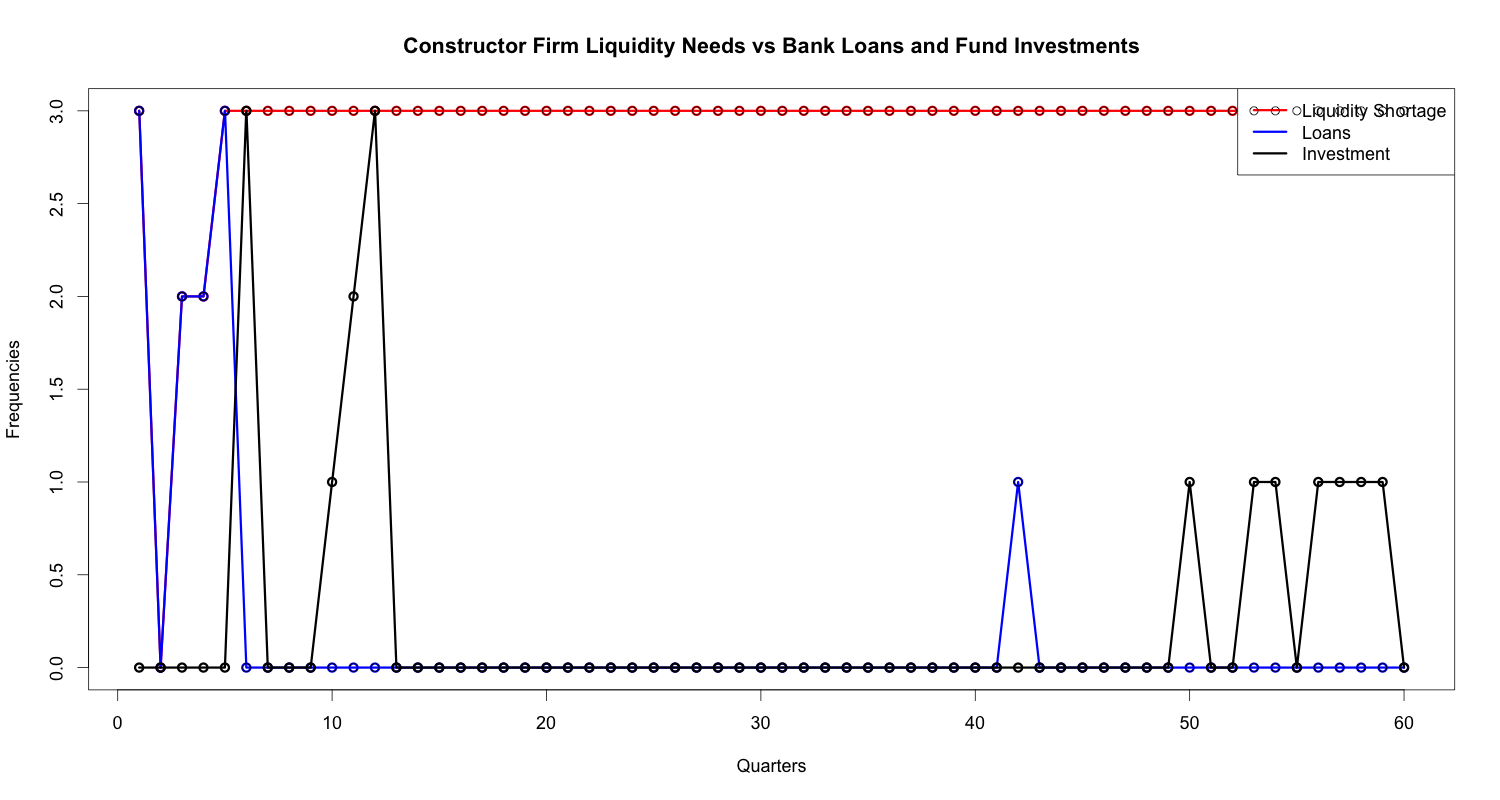 Constructor Firm Liquidity Needs vs Bank Loans and Fund Investments
Frequencies
3.0
2.5
2.0
1.5
1.0
0.5
0.0
Liquidity Shortage
Loans
Investment
0 10 20 30 40 50 60
Quarters